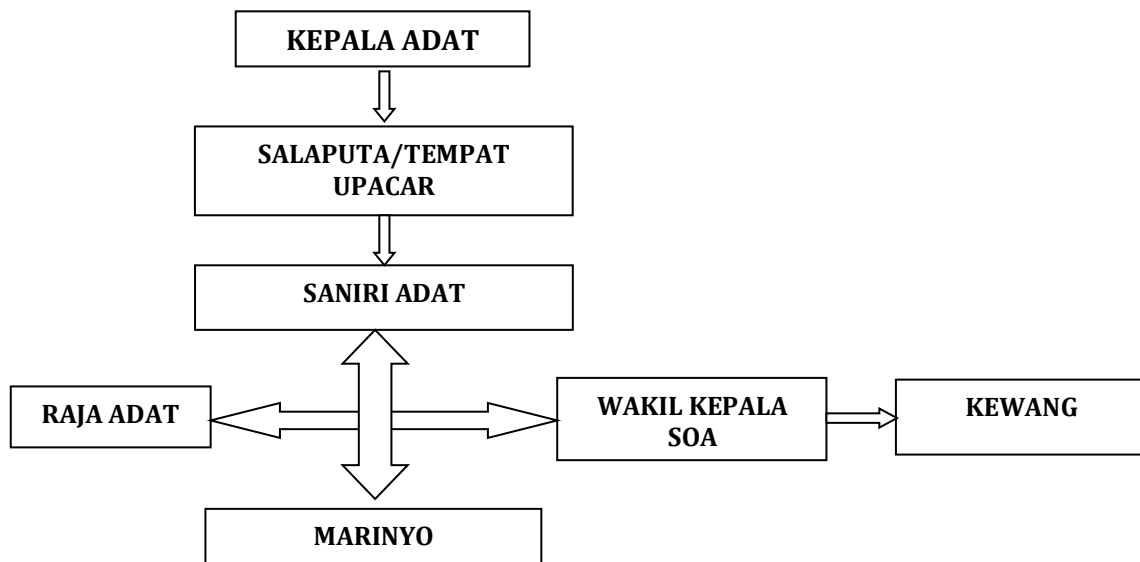 KEPALA ADAT
SALAPUTA/TEMPAT
UPACAR
SANIRI ADAT
RAJA ADAT
WAKIL KEPALA
SOA
KEWANG
MARINYO